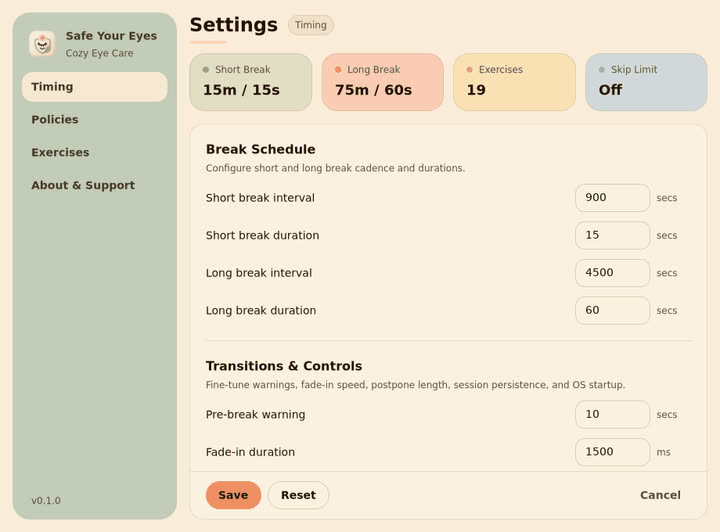 Safe Your Eyes
Cozy Eye Care
Timing
Policies
Exercises
About & Support
v0.1.0
Settings
Timing
Short Break
15m / 15s
Long Break
75m / 60s
Exercises
19
Skip Limit
Off
Break Schedule
Configure short and long break cadence and durations.
Short break interval 900 secs
Short break duration 15 secs
Long break interval 4500 secs
Long break duration 60 secs
Transitions & Controls
Fine-tune warnings, fade-in speed, postpone length, session persistence, and OS startup.
Pre-break warning 10 secs
Fade-in duration 1500 ms
Save Reset Cancel